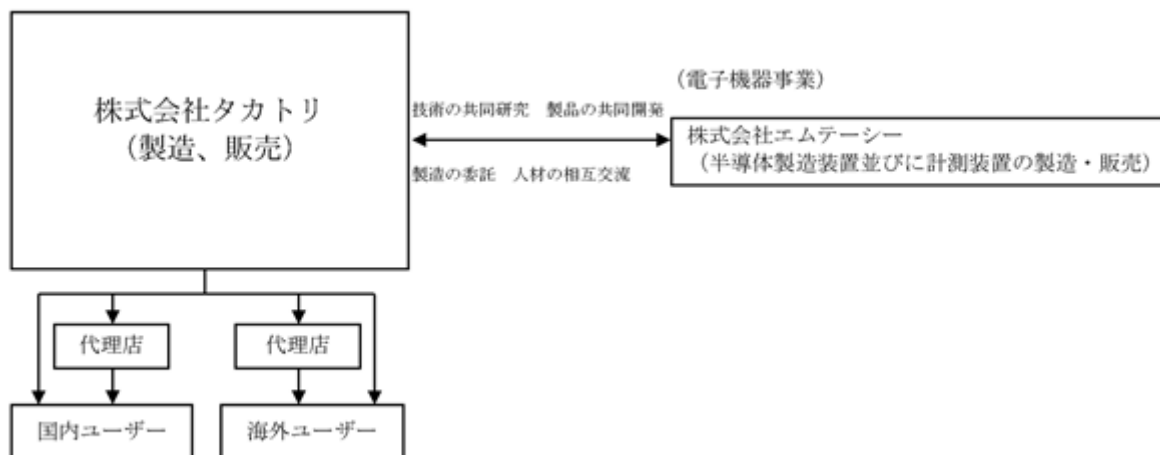 株式会社タカトリ
（製造、販売）
技術の共同研究　製品の共同開発
製造の委託　人材の相互交流
（電子機器事業）
株式会社エムテーシー
（半導体製造装置並びに計測装置の製造・販売）
代理店
代理店
国内ユーザー
海外ユーザー